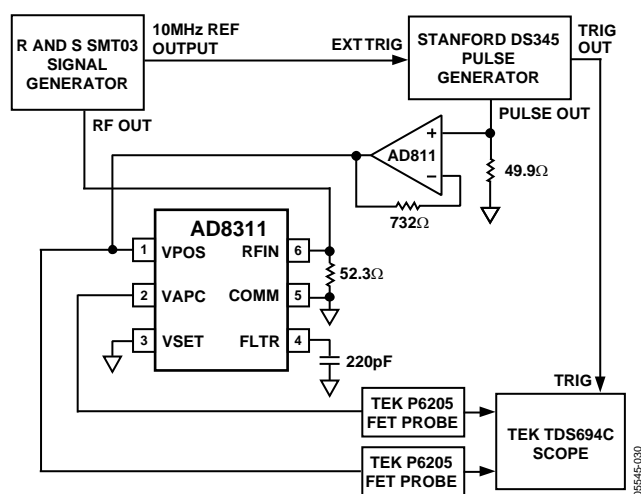 R AND S SMT03
SIGNAL
GENERATOR
10MHz REF
OUTPUT
EXT TRIG
STANFORD DS345
PULSE
GENERATOR
TRIG
OUT
RF OUT
PULSE OUT
+
AD811
−
49.9Ω
732Ω
AD8311
1 VPOS RFIN 6
52.3Ω
2 VAPC COMM 5
3 VSET FLTR 4
220pF
TRIG
TEK P6205
FET PROBE
TEK P6205
FET PROBE
TEK TDS694C
SCOPE
05545-030